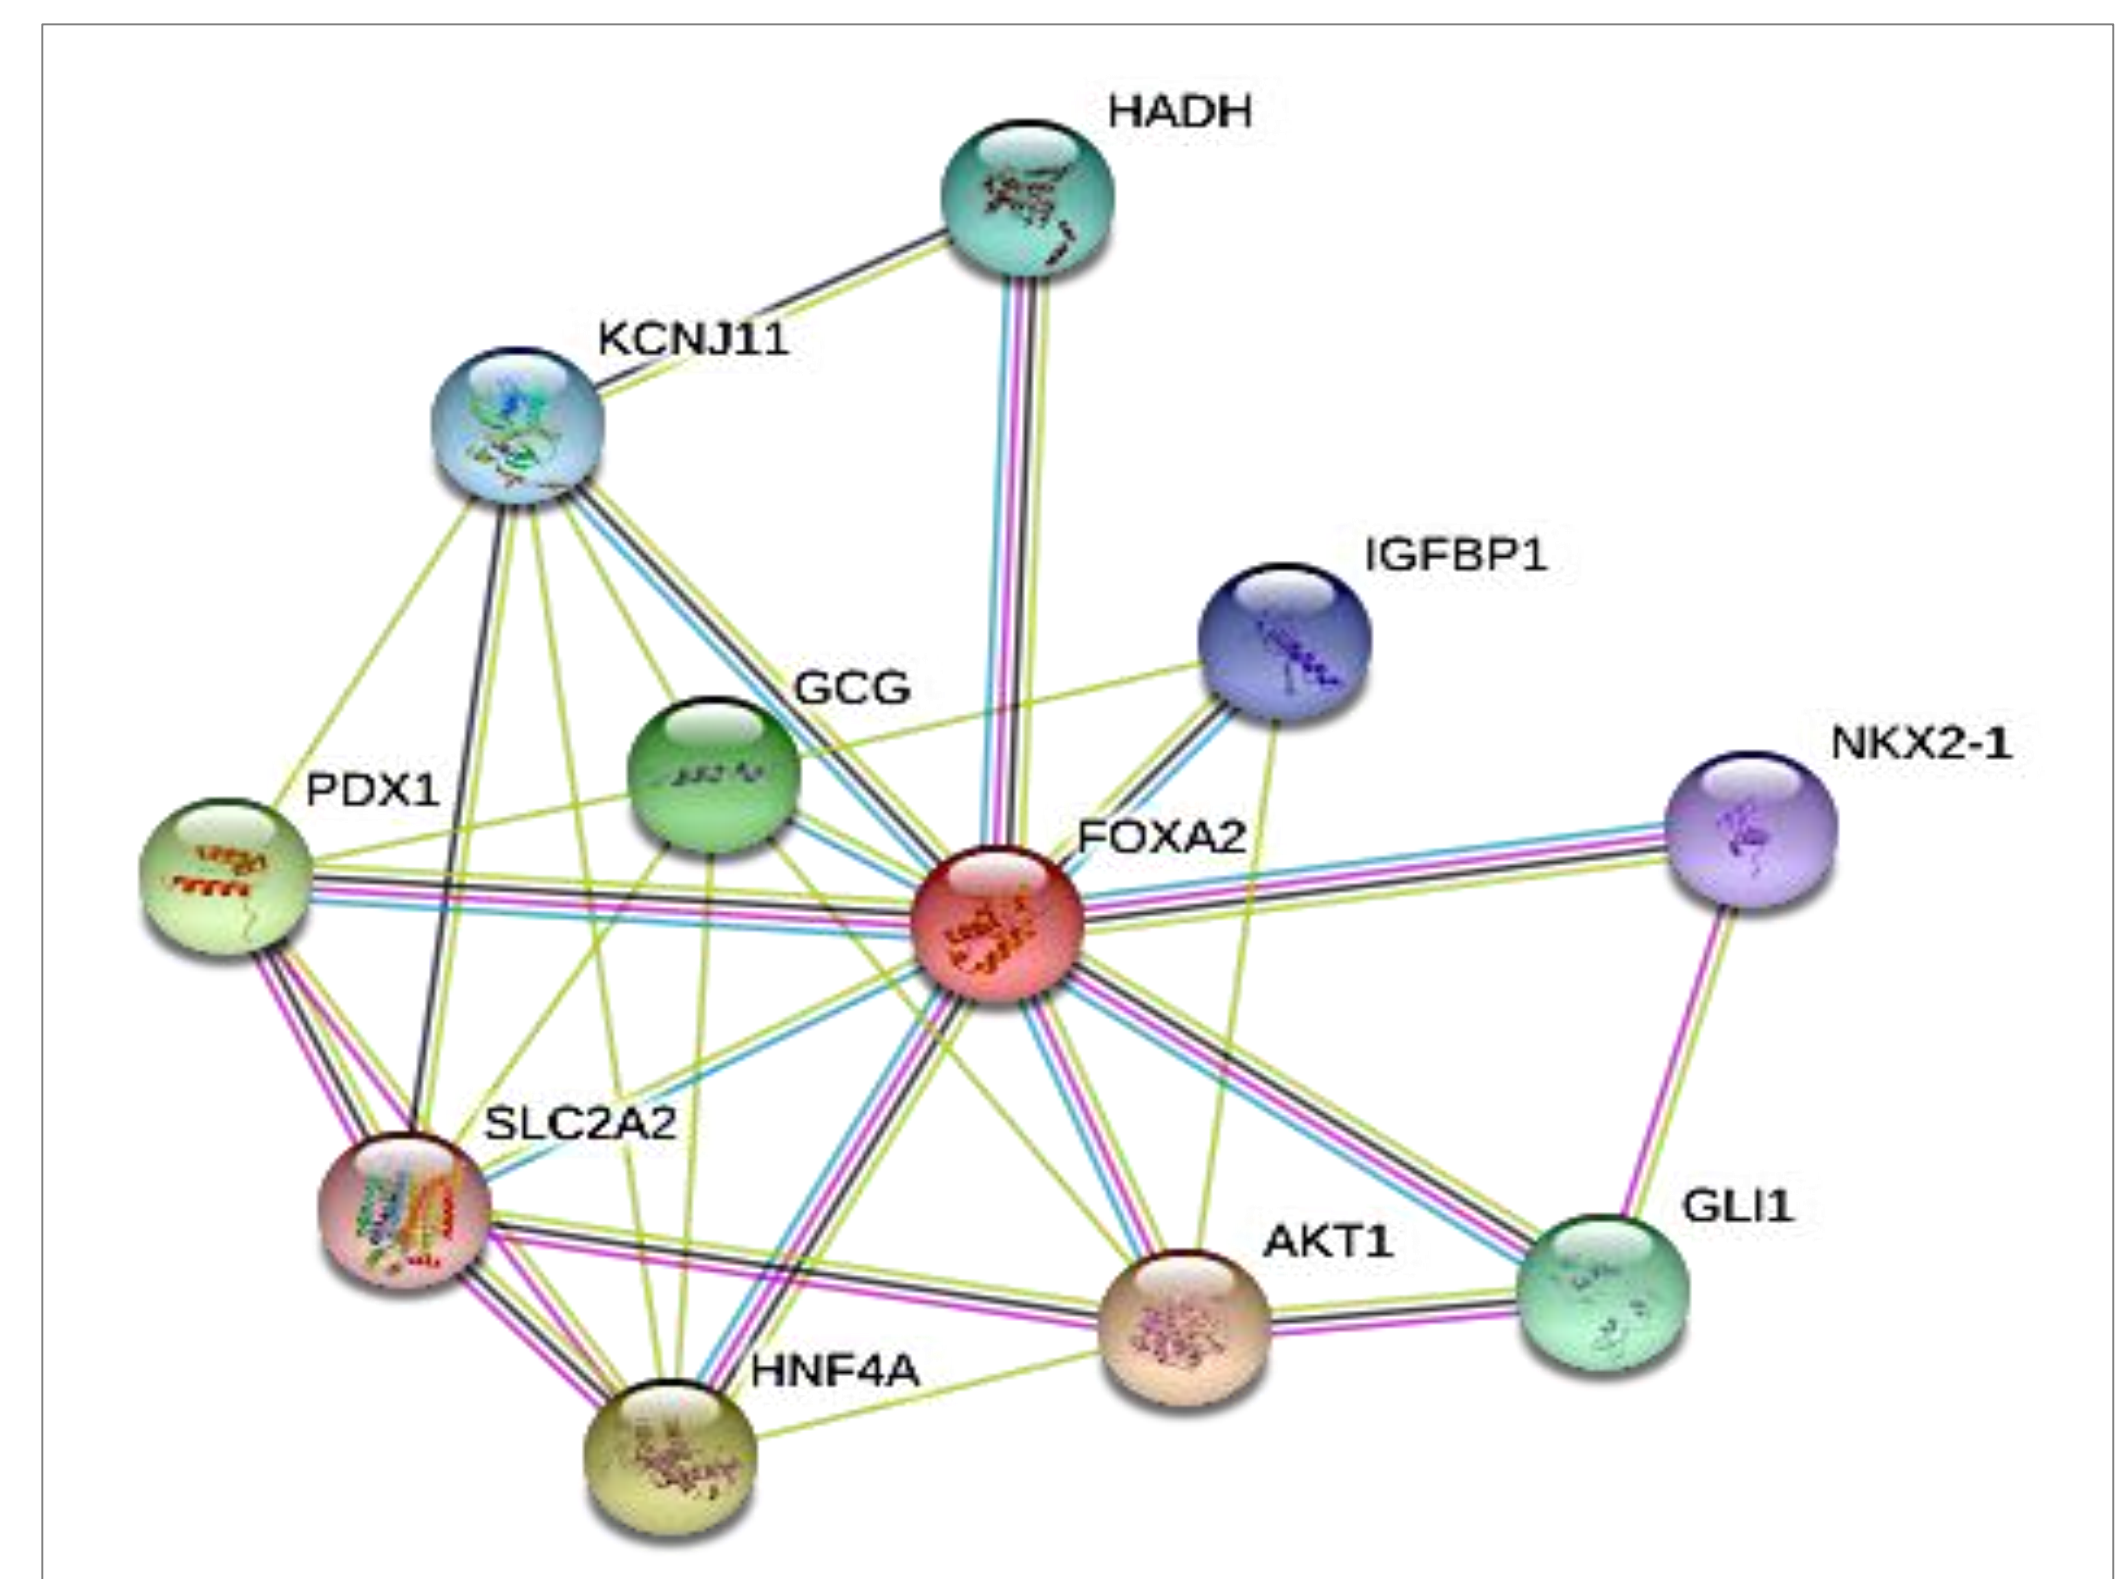 HADH
KCNJ11
IGFBP1
GCG
NKX2-1
PDX1
FOXA2
SLC2A2
GLI1
AKT1
HNF4A